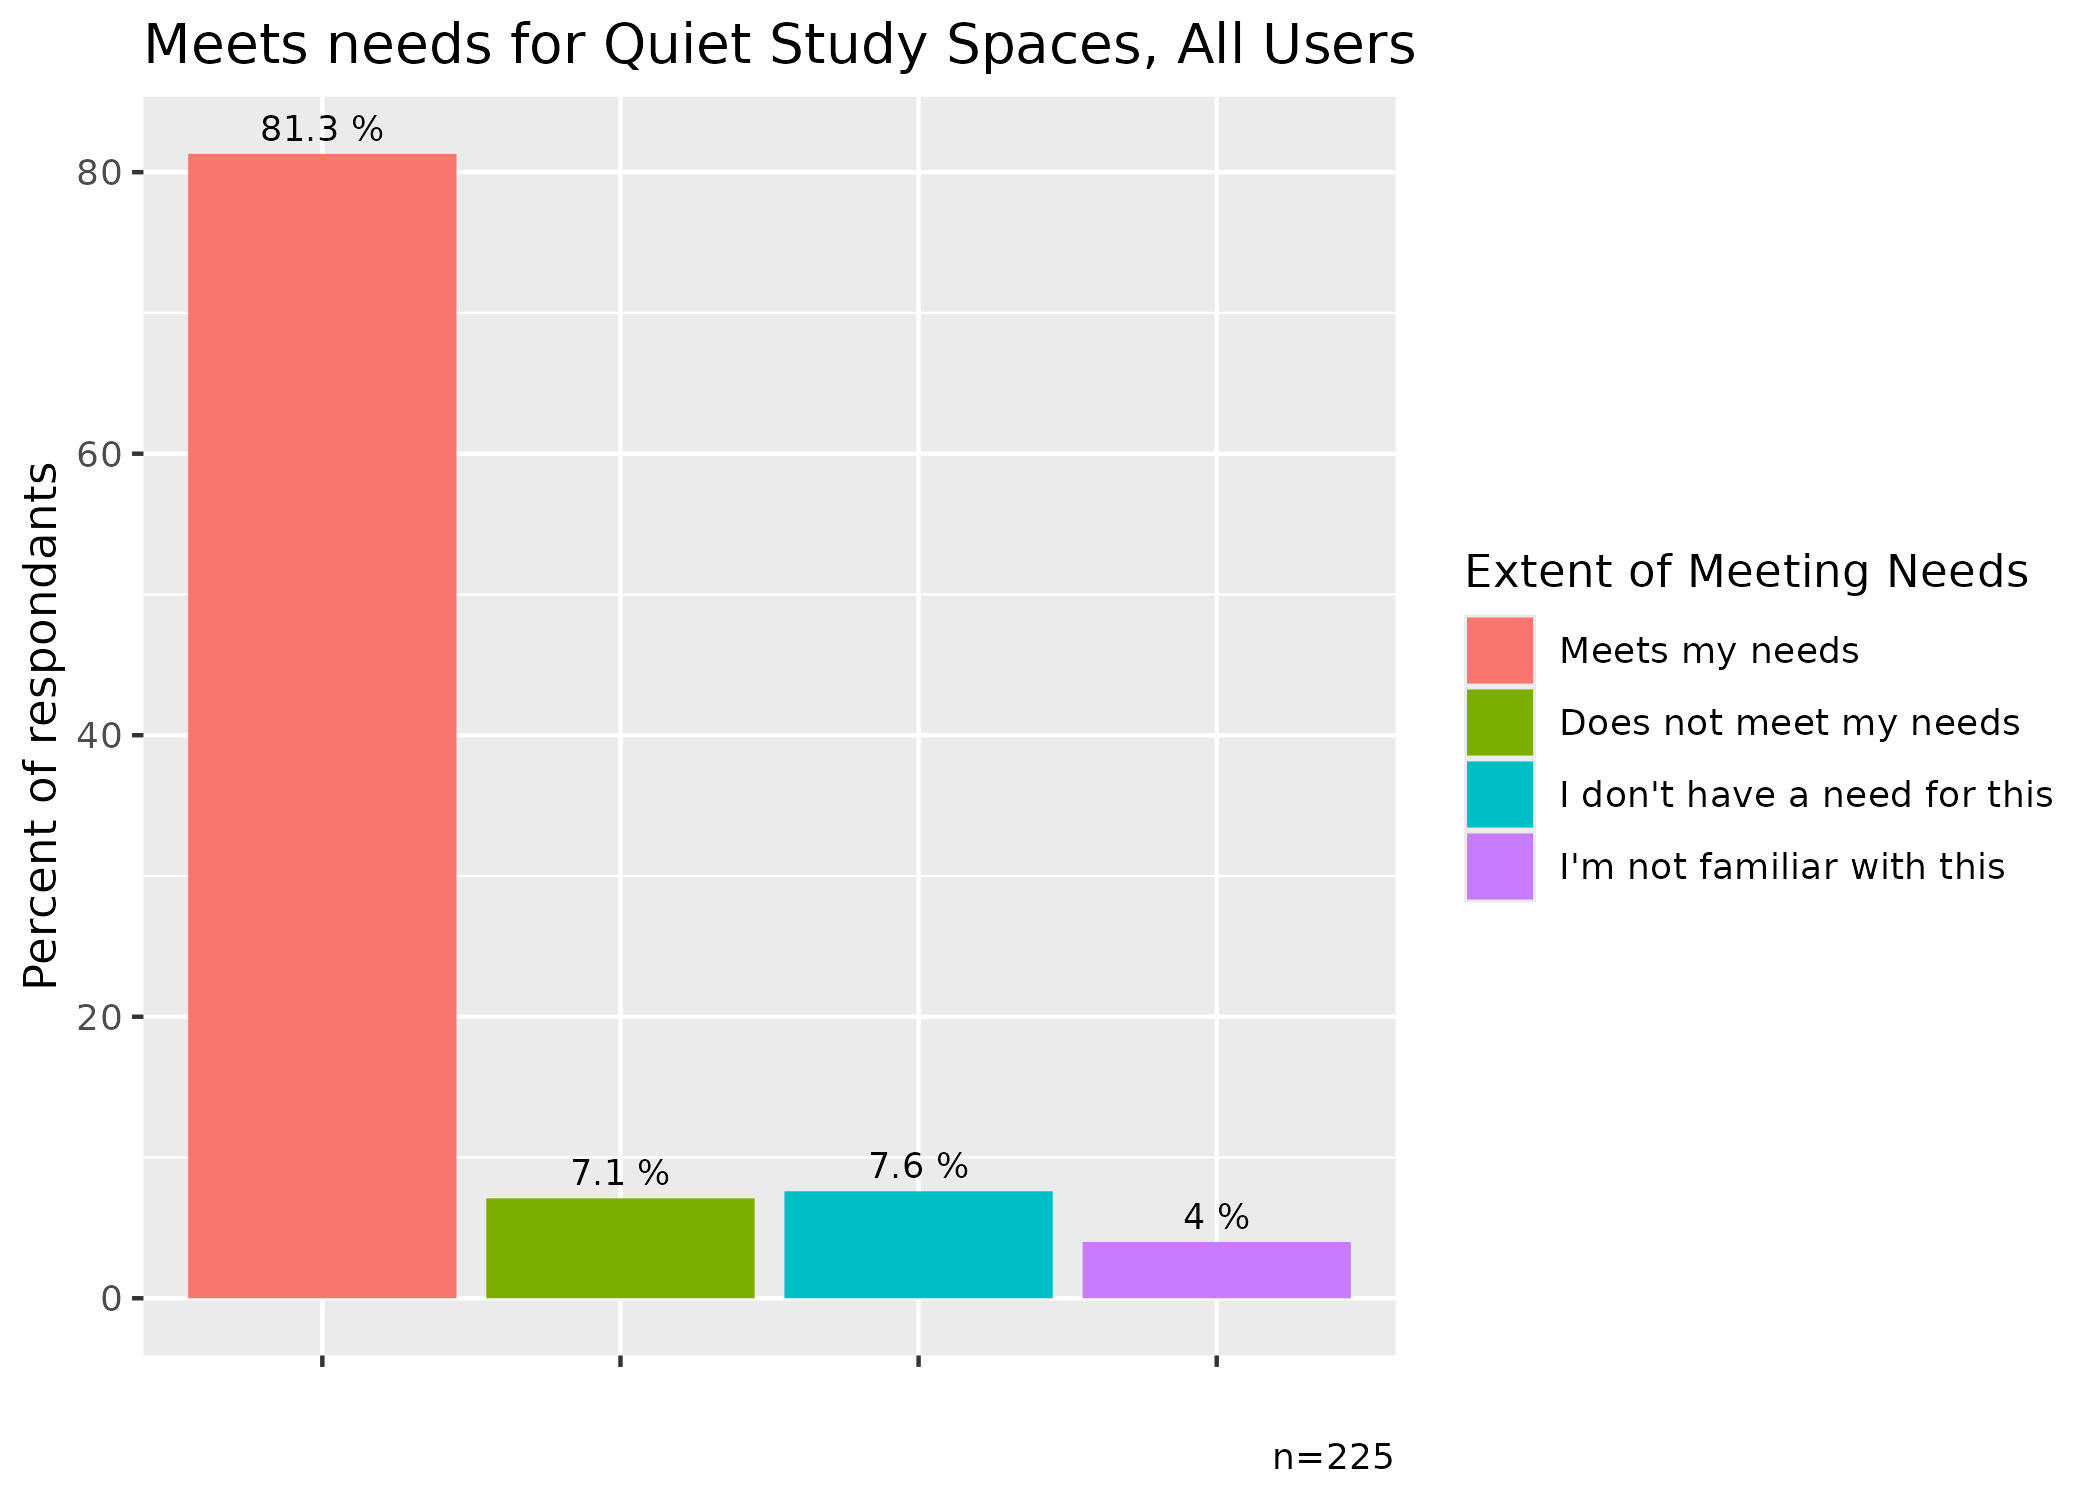 Meets needs for Quiet Study Spaces, All Users
Percent of respondants
80
60
40
20
0
81.3 %
7.1 %
7.6 %
4 %
Extent of Meeting Needs
Meets my needs
Does not meet my needs
I don't have a need for this
I'm not familiar with this
n=225